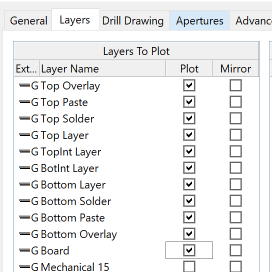 General Layers Drill Drawing Apertures Advanc
Layers To Plot
Ext... Layer Name Plot Mirror
G Top Overlay
G Top Paste
G Top Solder
G Top Layer
G TopInt Layer
G BotInt Layer
G Bottom Layer
G Bottom Solder
G Bottom Paste
G Bottom Overlay
G Board
G Mechanical 15